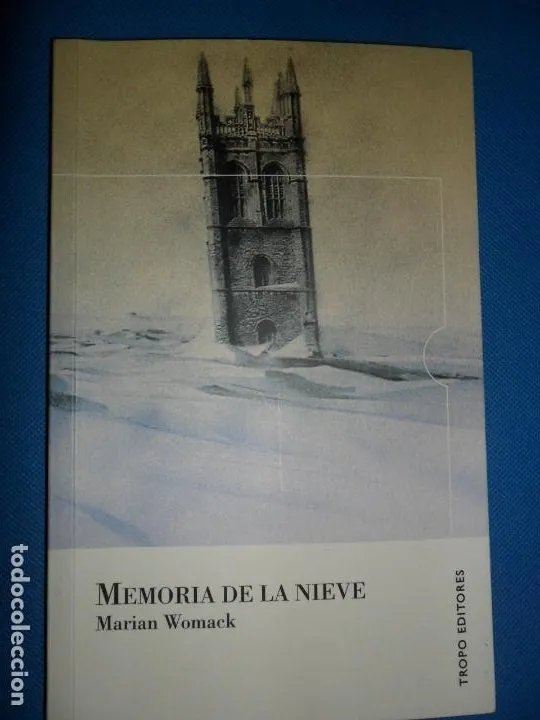 MEMORIA DE LA NIEVE
Marian Womack
TROPO EDITORES
todocoleccion